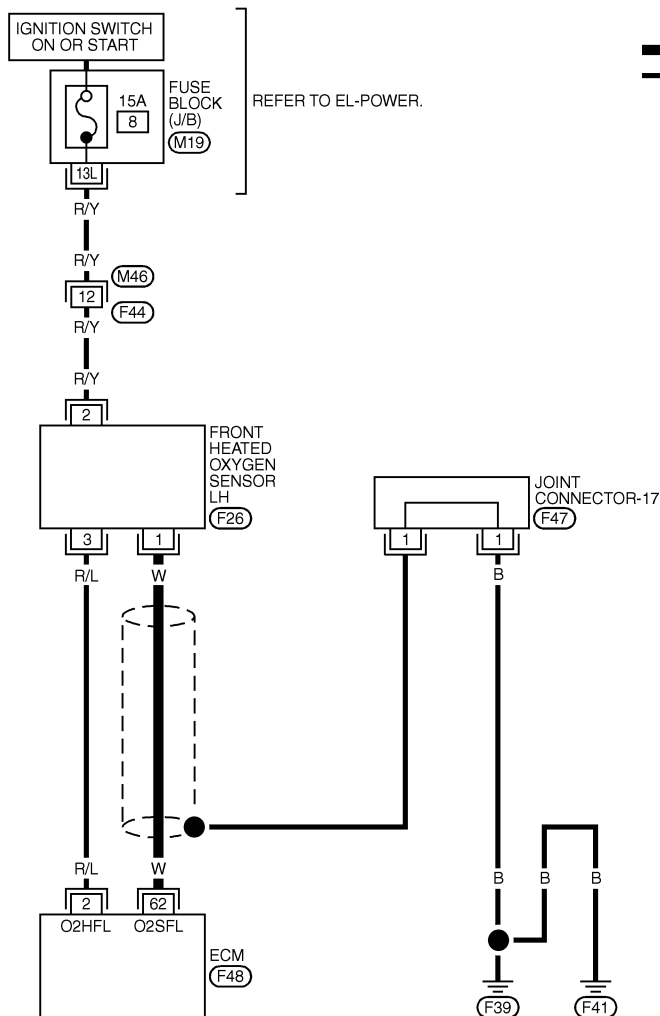 IGNITION SWITCH
ON OR START
15A
8
FUSE
BLOCK
(J/B)
M19
REFER TO EL-POWER.
13L
R/Y
R/Y
M46
12
F44
R/Y
R/Y
2
FRONT
HEATED
OXYGEN
SENSOR
LH
F26
3
1
JOINT
CONNECTOR-17
F47
1
1
R/L
W
B
R/L
W
B
B
B
2
62
O2HFL
O2SFL
ECM
F48
F39
F41